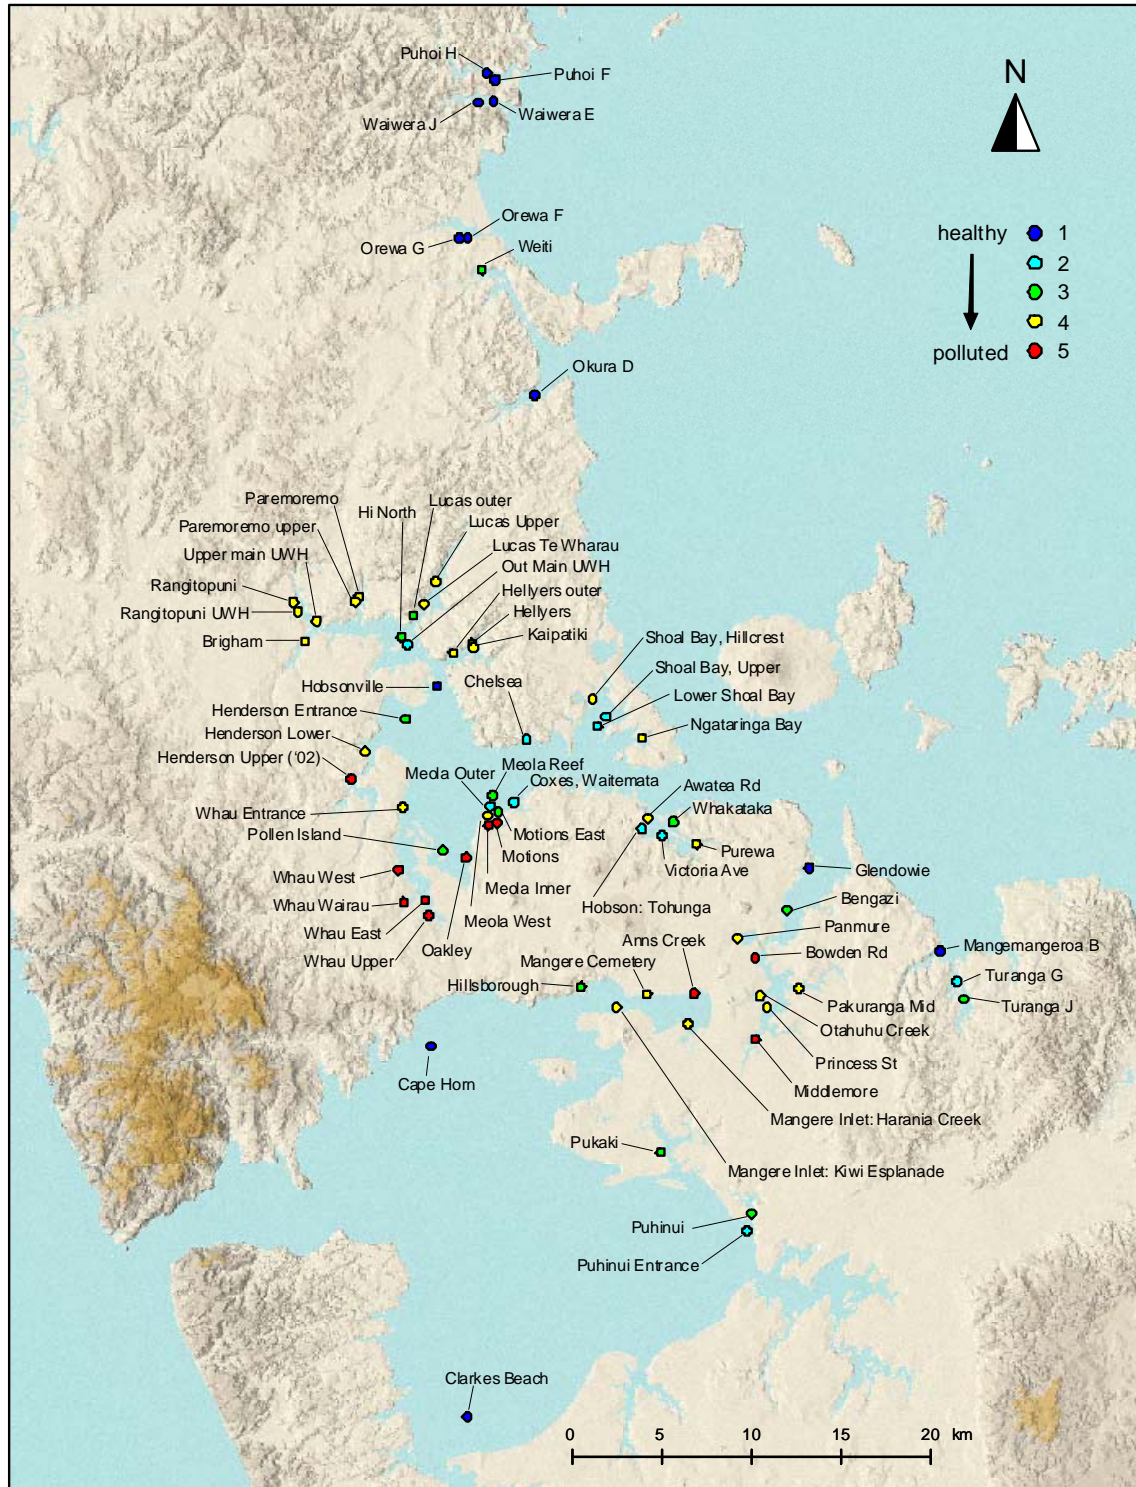 Puhoi H
Puhoi F
Waiwera J
Waiwera E
N
Orewa F
Orewa G
Weiti
healthy
1
2
3
4
polluted
5
Okura D
Paremoremo
Lucas outer
Hi North
Paremoremo upper
Lucas Upper
Upper main UWH
Lucas Te Wharau
Out Main UWH
Rangitopuni
Hellyers outer
Rangitopuni UWH
Hellyers
Brigham
Kaipatiki
Shoal Bay, Hillcrest
Shoal Bay, Upper
Chelsea
Hobsonville
Lower Shoal Bay
Henderson Entrance
Ngataringa Bay
Henderson Lower
Henderson Upper ('02)
Meola Reef
Meola Outer
Coxes, Waitemata
Awatea Rd
Whau Entrance
Whakataka
Pollen Island
Motions East
Motions
Purewa
Victoria Ave
Glendowie
Whau West
Meola Inner
Bengazi
Whau Wairau
Hobson: Tohunga
Meola West
Panmure
Whau East
Anns Creek
Mangemangeroa B
Oakley
Bowden Rd
Whau Upper
Mangere Cemetery
Turanga G
Hillsborough
Pakuranga Mid
Turanga J
Otahuhu Creek
Princess St
Cape Horn
Middlemore
Mangere Inlet: Harania Creek
Pukaki
Mangere Inlet: Kiwi Esplanade
Puhinui
Puhinui Entrance
Clarkes Beach
0 5 10 15 20 km